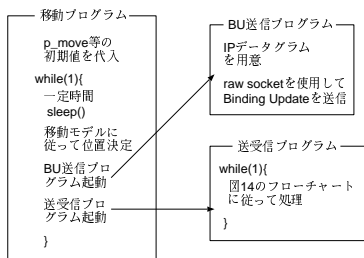 移動プログラム
p_move等の
初期値を代入
while(1){
一定時間
sleep()
移動モデルに
従って位置決定
BU送信プロ
グラム起動
送受信プロ
グラム起動
}
BU送信プログラム
IPデータグラム
を用意
raw socketを使用して
Binding Updateを送信
送受信プログラム
while(1){
図14のフローチャート
に従って処理
}